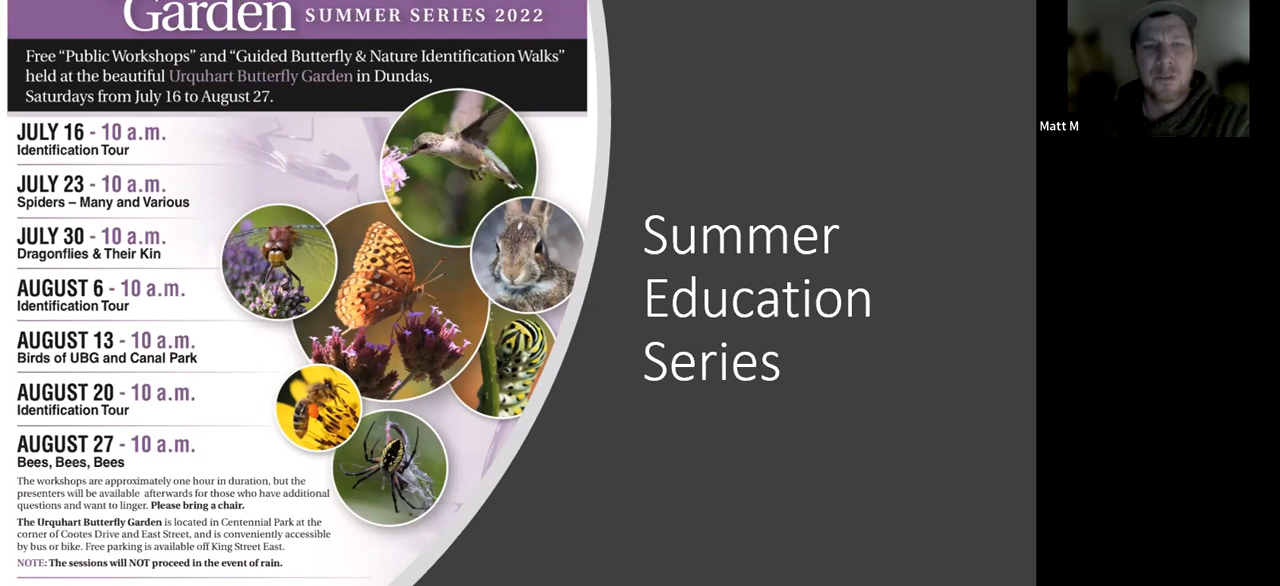 Garden SUMMER SERIES 2022
Free “Public Workshops” and “Guided Butterfly & Nature Identification Walks”
held at the beautiful Urquhart Butterfly Garden in Dundas,
Saturdays from July 16 to August 27.
JULY 16 - 10 a.m.
Identification Tour
JULY 23 - 10 a.m.
Spiders – Many and Various
JULY 30 - 10 a.m.
Dragonflies & Their Kin
AUGUST 6 - 10 a.m.
Identification Tour
AUGUST 13 - 10 a.m.
Birds of UBG and Canal Park
AUGUST 20 - 10 a.m.
Identification Tour
AUGUST 27 - 10 a.m.
Bees, Bees, Bees
The workshops are approximately one hour in duration, but the
presenters will be available afterwards for those who have additional
questions and want to linger. Please bring a chair.
The Urquhart Butterfly Garden is located in Centennial Park at the
corner of Cootes Drive and East Street, and is conveniently accessible
by bus or bike. Free parking is available off King Street East.
NOTE: The sessions will NOT proceed in the event of rain.
Summer
Education
Series
Matt M